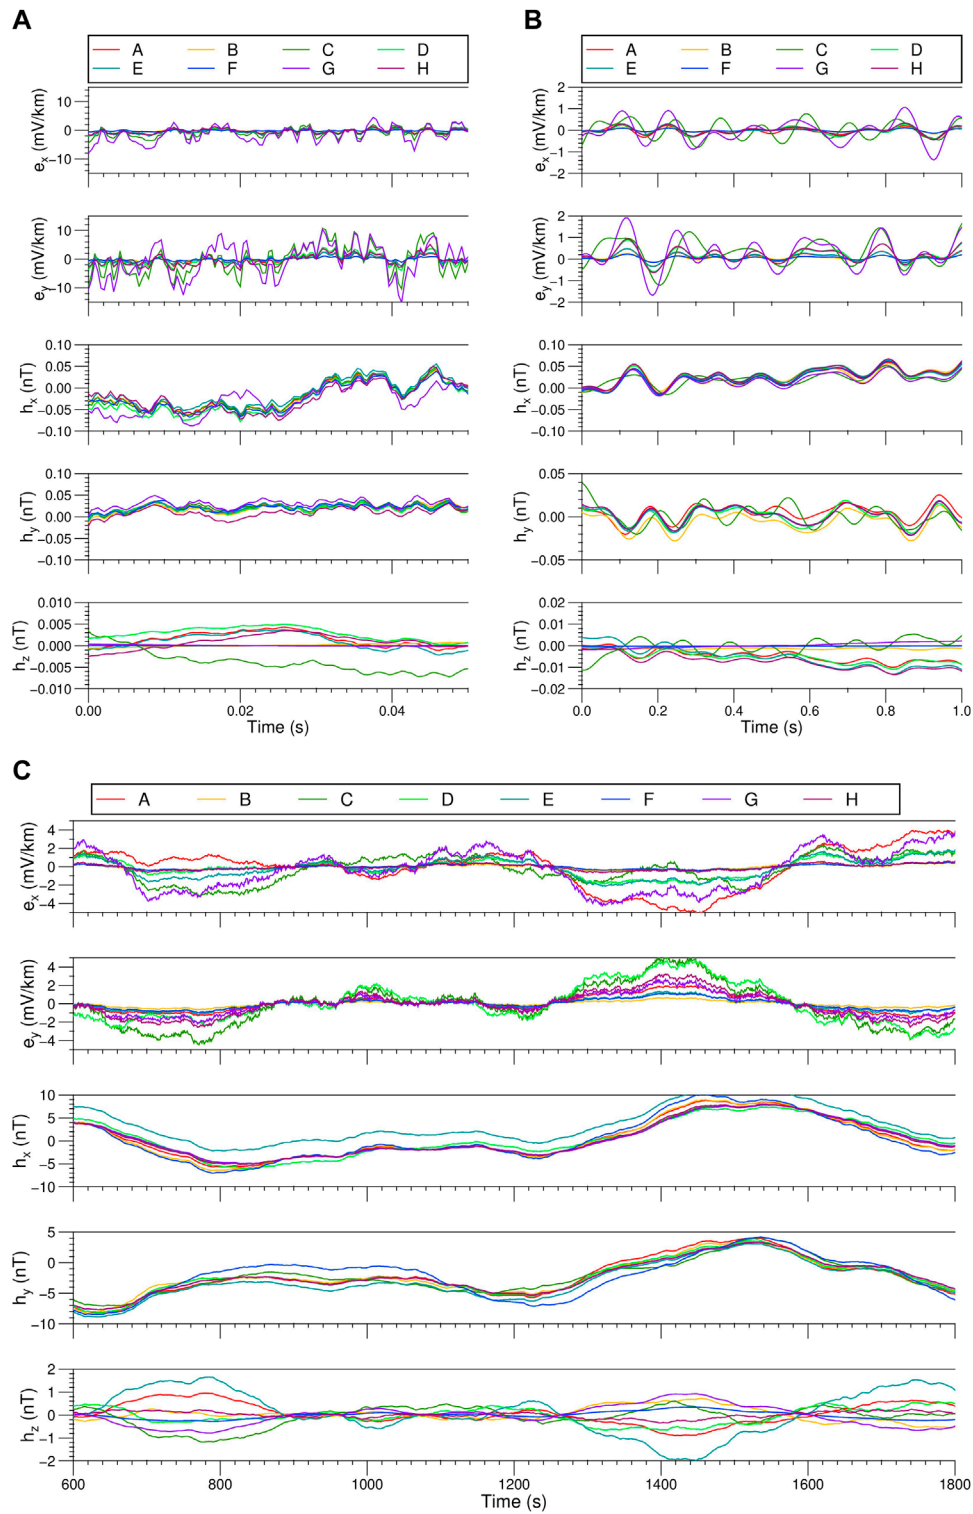 A
A B C D
E F G H
10
0
−10
e_x (mV/km)
10
0
−10
e_y (mV/km)
0.10
0.05
0.00
−0.05
−0.10
h_x (nT)
0.10
0.05
0.00
−0.05
−0.10
h_y (nT)
0.010
0.005
0.000
−0.005
−0.010
h_z (nT)
0.00 0.02 0.04
Time (s)
B
A B C D
E F G H
2
1
0
−1
−2
e_x (mV/km)
2
1
0
−1
−2
e_y (mV/km)
0.10
0.05
0.00
−0.05
−0.10
h_x (nT)
0.05
0.00
−0.05
h_y (nT)
0.02
0.01
0.00
−0.01
−0.02
h_z (nT)
0.0 0.2 0.4 0.6 0.8 1.0
Time (s)
C
A B C D E F G H
4
2
0
−2
−4
e_x (mV/km)
4
2
0
−2
−4
e_y (mV/km)
10
5
0
−5
−10
h_x (nT)
5
0
−5
−10
h_y (nT)
2
1
0
−1
−2
h_z (nT)
600 800 1000 1200 1400 1600 1800
Time (s)